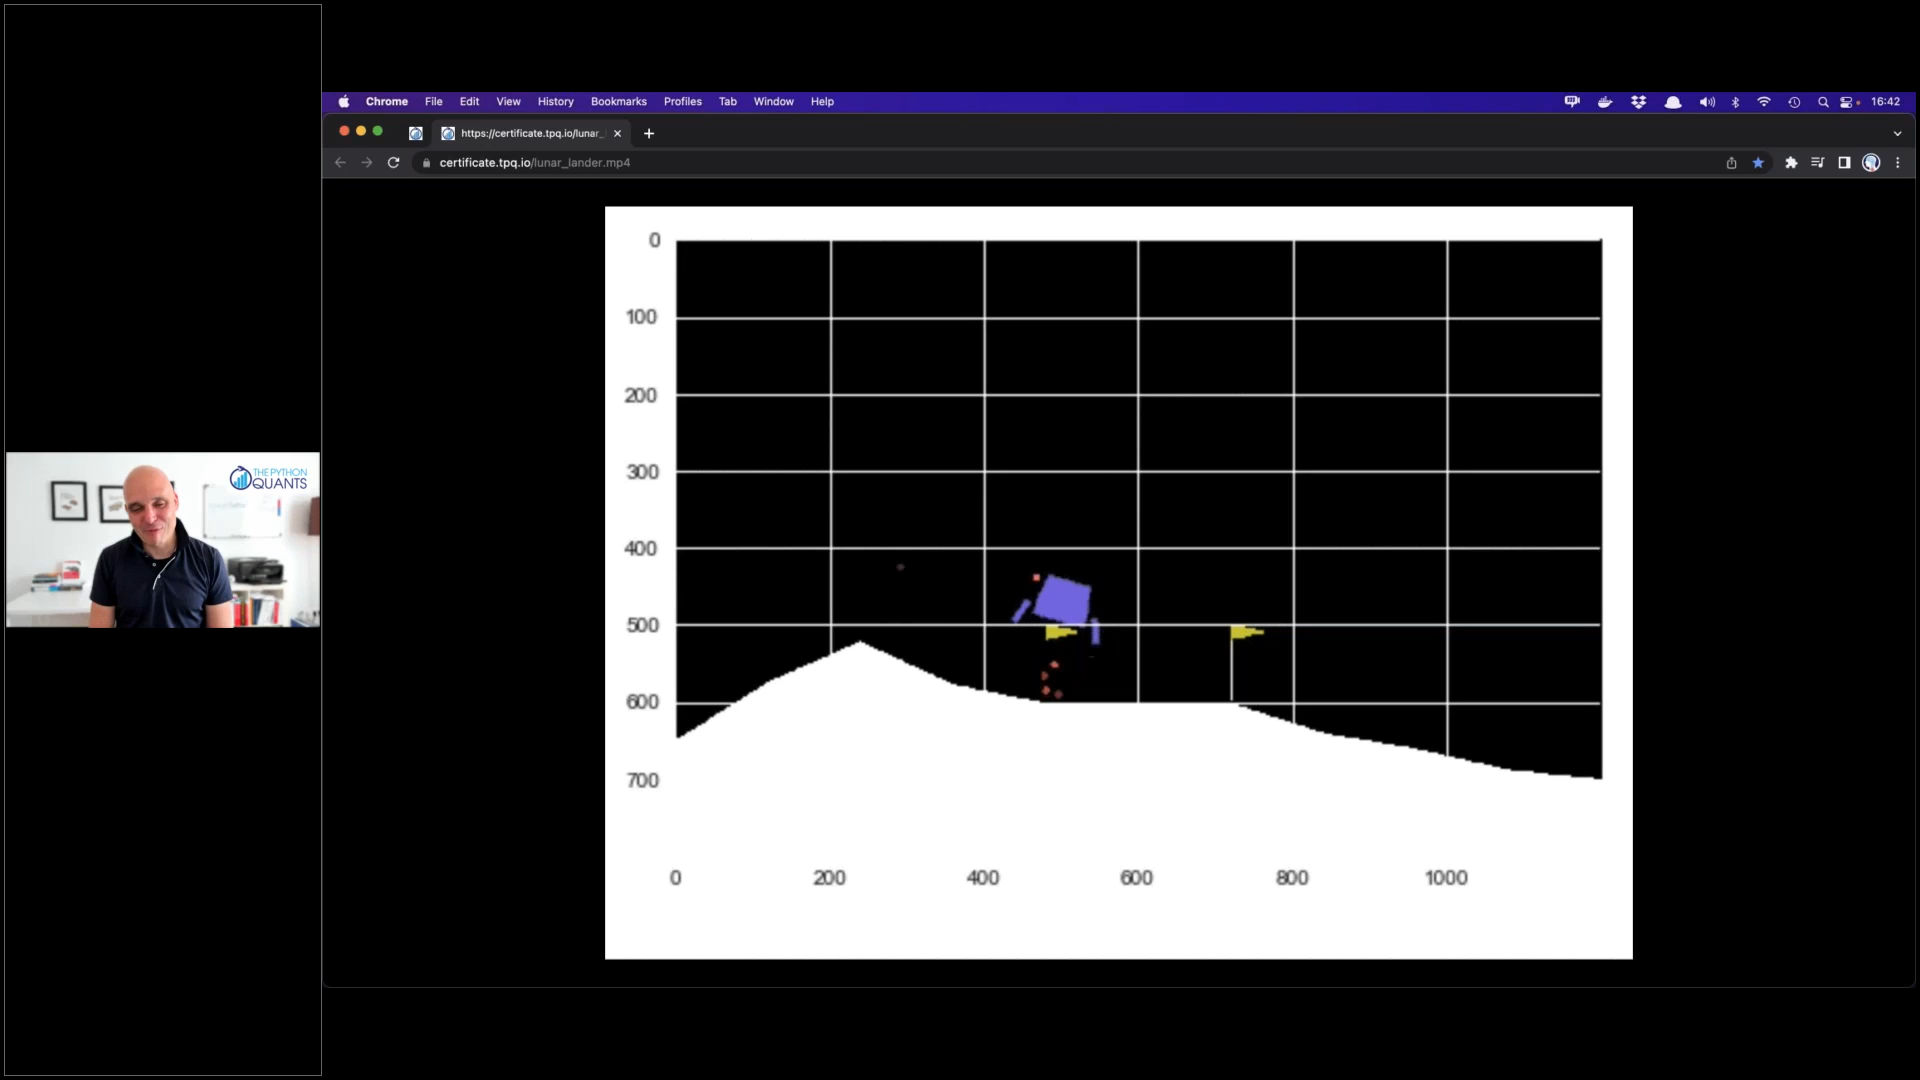 Chrome File Edit View History Bookmarks Profiles Tab Window Help 16:42
https://certificate.tpq.io/lunar_
certificate.tpq.io/lunar_lander.mp4
THE PYTHON
QUANTS
0
100
200
300
400
500
600
700
0 200 400 600 800 1000